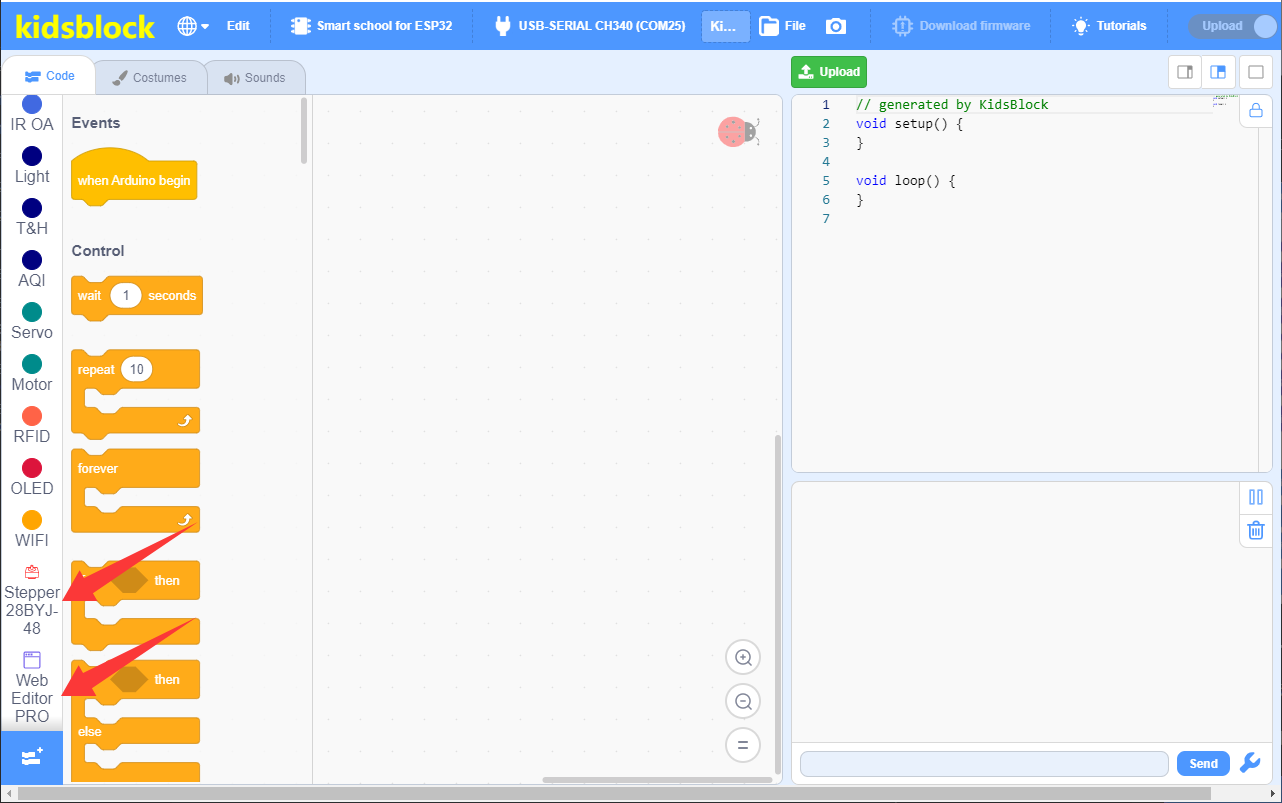 kidsblock
Edit
Smart school for ESP32
USB-SERIAL CH340 (COM25)
Ki...
File
Download firmware
Tutorials
Upload
Code
Costumes
Sounds
Upload
IR OA
Light
T&H
AQI
Servo
Motor
RFID
OLED
WIFI
Stepper
28BYJ-
48
Web
Editor
PRO
Events
when Arduino begin
Control
wait 1 seconds
repeat 10
forever
then
then
else
1 // generated by KidsBlock
2 void setup() {
3 }
4
5 void loop() {
6 }
7
Send